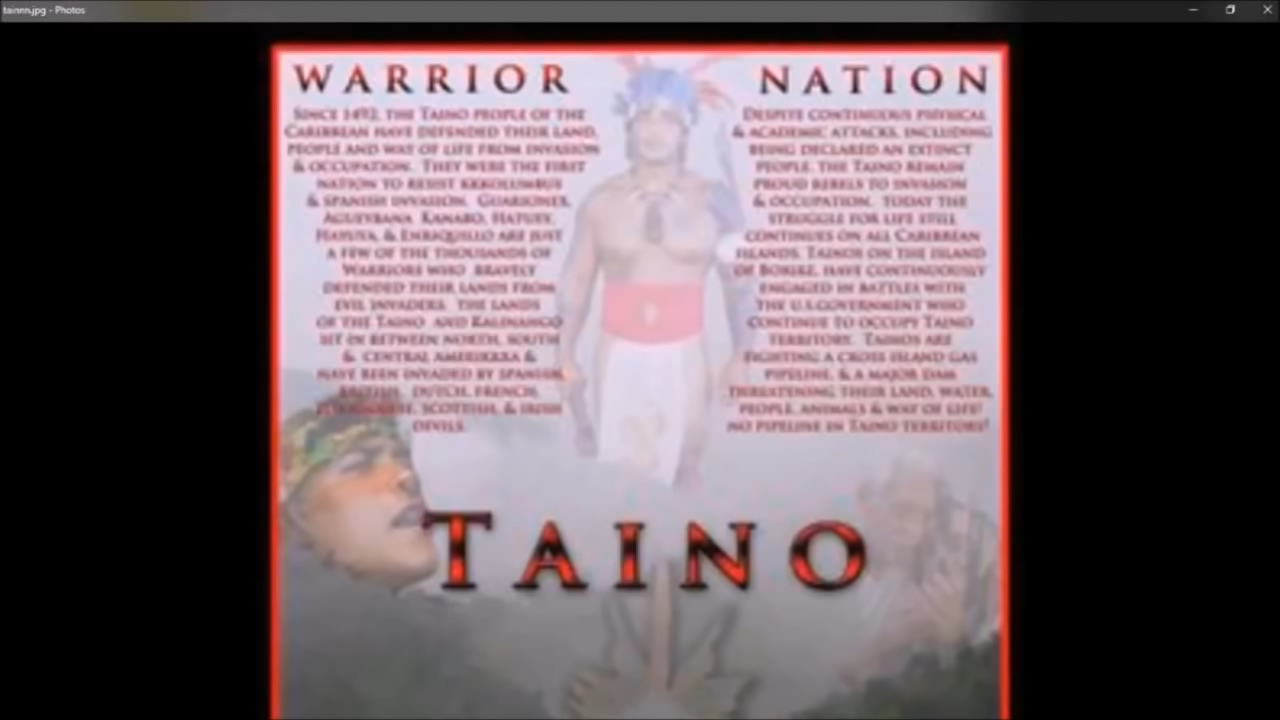 tainnn.jpg - Photos
WARRIOR
SINCE 1492, THE TAINO PEOPLE OF THE
CARIBBEAN HAVE DEFENDED THEIR LAND,
PEOPLE AND WAY OF LIFE FROM INVASION
& OCCUPATION. THEY WERE THE FIRST
NATION TO RESIST KKKOLUMBUS
& SPANISH INVASION. GUARIONEX,
AGUEYBANA KANABO, HATUEY,
HAYUYA, & ENRIQUILLO ARE JUST
A FEW OF THE THOUSANDS OF
WARRIORS WHO BRAVELY
DEFENDED THEIR LANDS FROM
EVIL INVADERS. THE LANDS
OF THE TAINO AND KALINANGO
SIT IN BETWEEN NORTH, SOUTH
& CENTRAL AMERIKKKA &
HAVE BEEN INVADED BY SPANISH,
BRITISH, DUTCH, FRENCH,
SCOTTISH, & IRISH
DEVILS.
NATION
DESPITE CONTINUOUS PHYSICAL
& ACADEMIC ATTACKS, INCLUDING
BEING DECLARED AN EXTINCT
PEOPLE, THE TAINO REMAIN
PROUD REBELS TO INVASION
& OCCUPATION. TODAY THE
STRUGGLE FOR LIFE STILL
CONTINUES ON ALL CARIBBEAN
ISLANDS. TAINOS ON THE ISLAND
OF BORIKE, HAVE CONTINUOUSLY
ENGAGED IN BATTLES WITH
THE U.S.GOVERNMENT WHO
CONTINUE TO OCCUPY TAINO
TERRITORY. TAINOS ARE
FIGHTING A CROSS ISLAND GAS
PIPELINE, & A MAJOR DAM
THREATENING THEIR LAND, WATER,
PEOPLE, ANIMALS & WAY OF LIFE!
NO PIPELINE IN TAINO TERRITORY!
TAINO